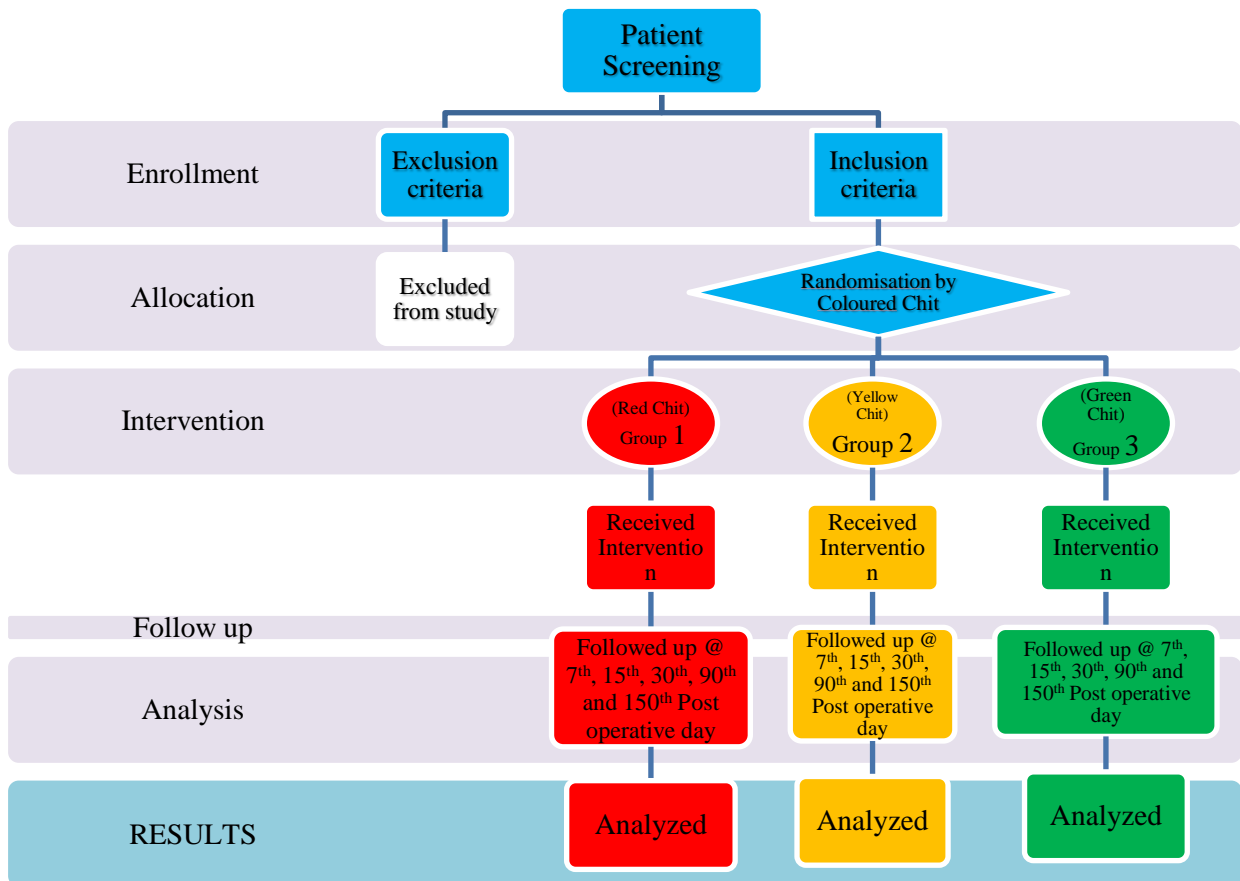 Patient
Screening
Enrollment
Exclusion
criteria
Inclusion
criteria
Allocation
Excluded
from study
Randomisation by
Coloured Chit
Intervention
(Red Chit)
Group 1
(Yellow
Chit)
Group 2
(Green
Chit)
Group 3
Received
Interventio
n
Received
Interventio
n
Received
Interventio
n
Follow up
Followed up @
7th, 15th, 30th, 90th
and 150th Post
operative day
Followed up @
7th, 15th, 30th,
90th and 150th
Post operative
day
Followed up @ 7th,
15th, 30th, 90th and
150th Post operative
day
Analysis
RESULTS
Analyzed
Analyzed
Analyzed